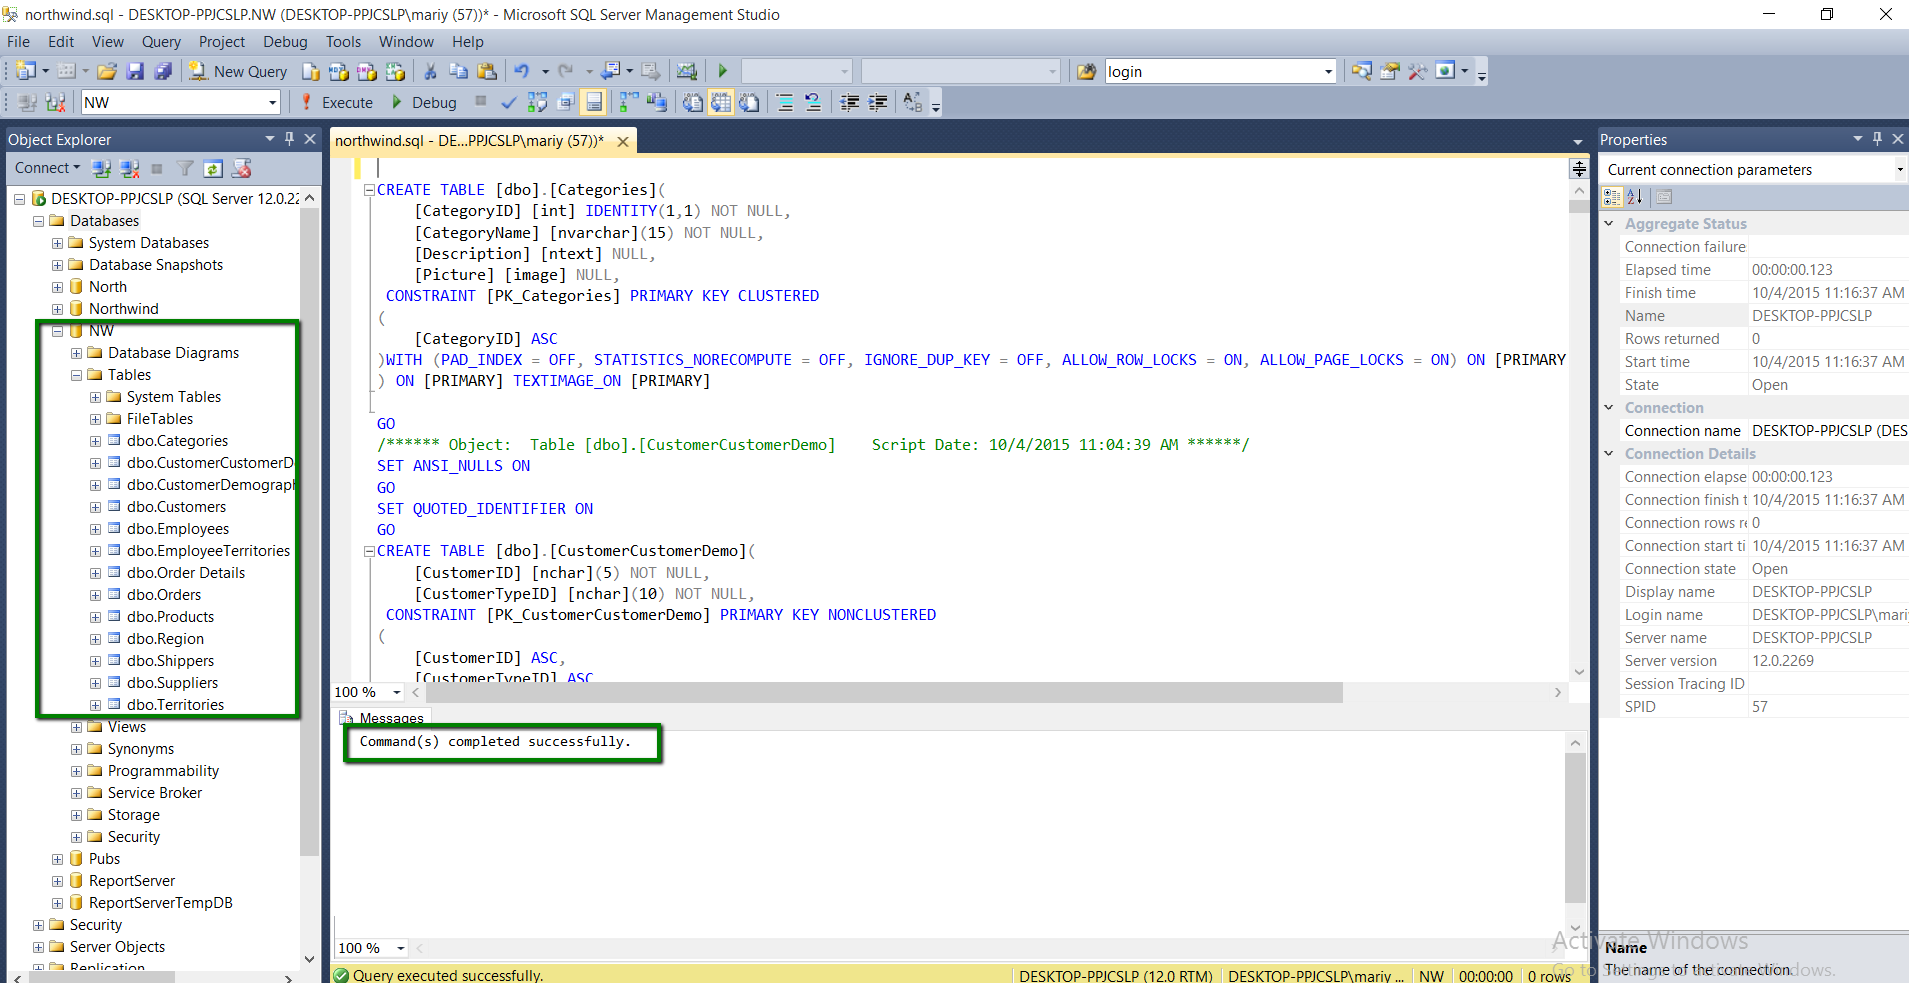 northwind.sql - DESKTOP-PPJCSLP.NW (DESKTOP-PPJCSLP\mariy (57))* - Microsoft SQL Server Management Studio
File Edit View Query Project Debug Tools Window Help
New Query login
NW Execute Debug
Object Explorer
Connect
DESKTOP-PPJCSLP (SQL Server 12.0.22
Databases
System Databases
Database Snapshots
North
Northwind
NW
Database Diagrams
Tables
System Tables
FileTables
dbo.Categories
dbo.CustomerCustomerD
dbo.CustomerDemograph
dbo.Customers
dbo.Employees
dbo.EmployeeTerritories
dbo.Order Details
dbo.Orders
dbo.Products
dbo.Region
dbo.Shippers
dbo.Suppliers
dbo.Territories
Views
Synonyms
Programmability
Service Broker
Storage
Security
Pubs
ReportServer
ReportServerTempDB
Security
Server Objects
Replication
northwind.sql - DE...PPJCSLP\mariy (57))*
CREATE TABLE [dbo].[Categories](
[CategoryID] [int] IDENTITY(1,1) NOT NULL,
[CategoryName] [nvarchar](15) NOT NULL,
[Description] [ntext] NULL,
[Picture] [image] NULL,
CONSTRAINT [PK_Categories] PRIMARY KEY CLUSTERED
(
[CategoryID] ASC
)WITH (PAD_INDEX = OFF, STATISTICS_NORECOMPUTE = OFF, IGNORE_DUP_KEY = OFF, ALLOW_ROW_LOCKS = ON, ALLOW_PAGE_LOCKS = ON) ON [PRIMARY
) ON [PRIMARY] TEXTIMAGE_ON [PRIMARY]
GO
/****** Object:  Table [dbo].[CustomerCustomerDemo]    Script Date: 10/4/2015 11:04:39 AM ******/
SET ANSI_NULLS ON
GO
SET QUOTED_IDENTIFIER ON
GO
CREATE TABLE [dbo].[CustomerCustomerDemo](
[CustomerID] [nchar](5) NOT NULL,
[CustomerTypeID] [nchar](10) NOT NULL,
CONSTRAINT [PK_CustomerCustomerDemo] PRIMARY KEY NONCLUSTERED
(
[CustomerID] ASC,
[CustomerTypeID] ASC
100 %
Messages
Command(s) completed successfully.
100 %
Query executed successfully. DESKTOP-PPJCSLP (12.0 RTM) DESKTOP-PPJCSLP\mariy ... NW 00:00:00 0 rows
Properties
Current connection parameters
Aggregate Status
Connection failure
Elapsed time 00:00:00.123
Finish time 10/4/2015 11:16:37 AM
Name DESKTOP-PPJCSLP
Rows returned 0
Start time 10/4/2015 11:16:37 AM
State Open
Connection
Connection name DESKTOP-PPJCSLP (DES
Connection Details
Connection elapse 00:00:00.123
Connection finish t 10/4/2015 11:16:37 AM
Connection rows re 0
Connection start ti 10/4/2015 11:16:37 AM
Connection state Open
Display name DESKTOP-PPJCSLP
Login name DESKTOP-PPJCSLP\mari
Server name DESKTOP-PPJCSLP
Server version 12.0.2269
Session Tracing ID
SPID 57
Activate Windows
Go to Settings to activate Windows.
Name
The name of the connection.